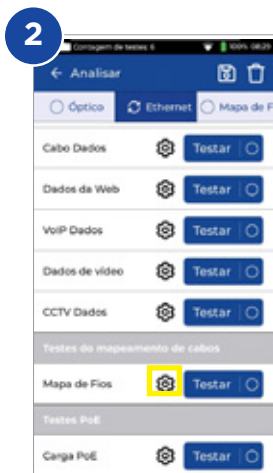 2
Contagem de testes: 6 100% 08:29
Analisar
Óptico Ethernet Mapa de F
Cabo Dados Testar
Dados da Web Testar
VoIP Dados Testar
Dados de vídeo Testar
CCTV Dados Testar
Testes do mapeamento de cabos
Mapa de Fios Testar
Testes PoE
Carga PoE Testar